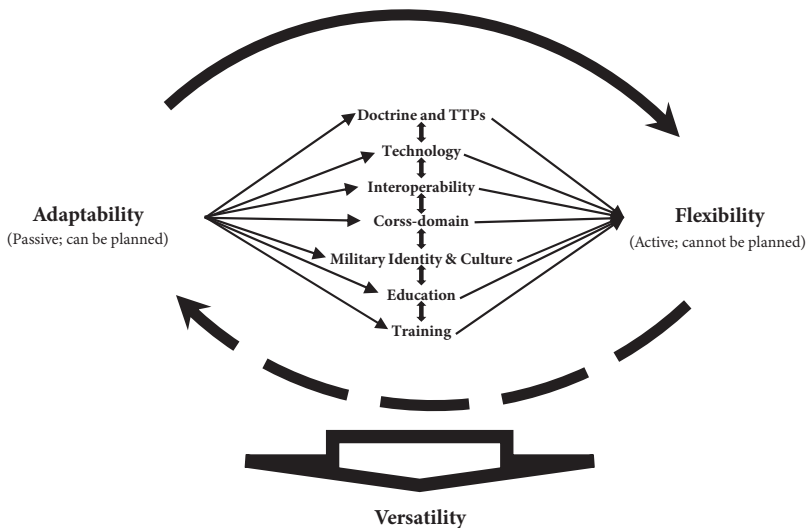 Doctrine and TTPs
Technology
Interoperability
Corss-domain
Military Identity & Culture
Education
Training
Adaptability
(Passive; can be planned)
Flexibility
(Active; cannot be planned)
Versatility